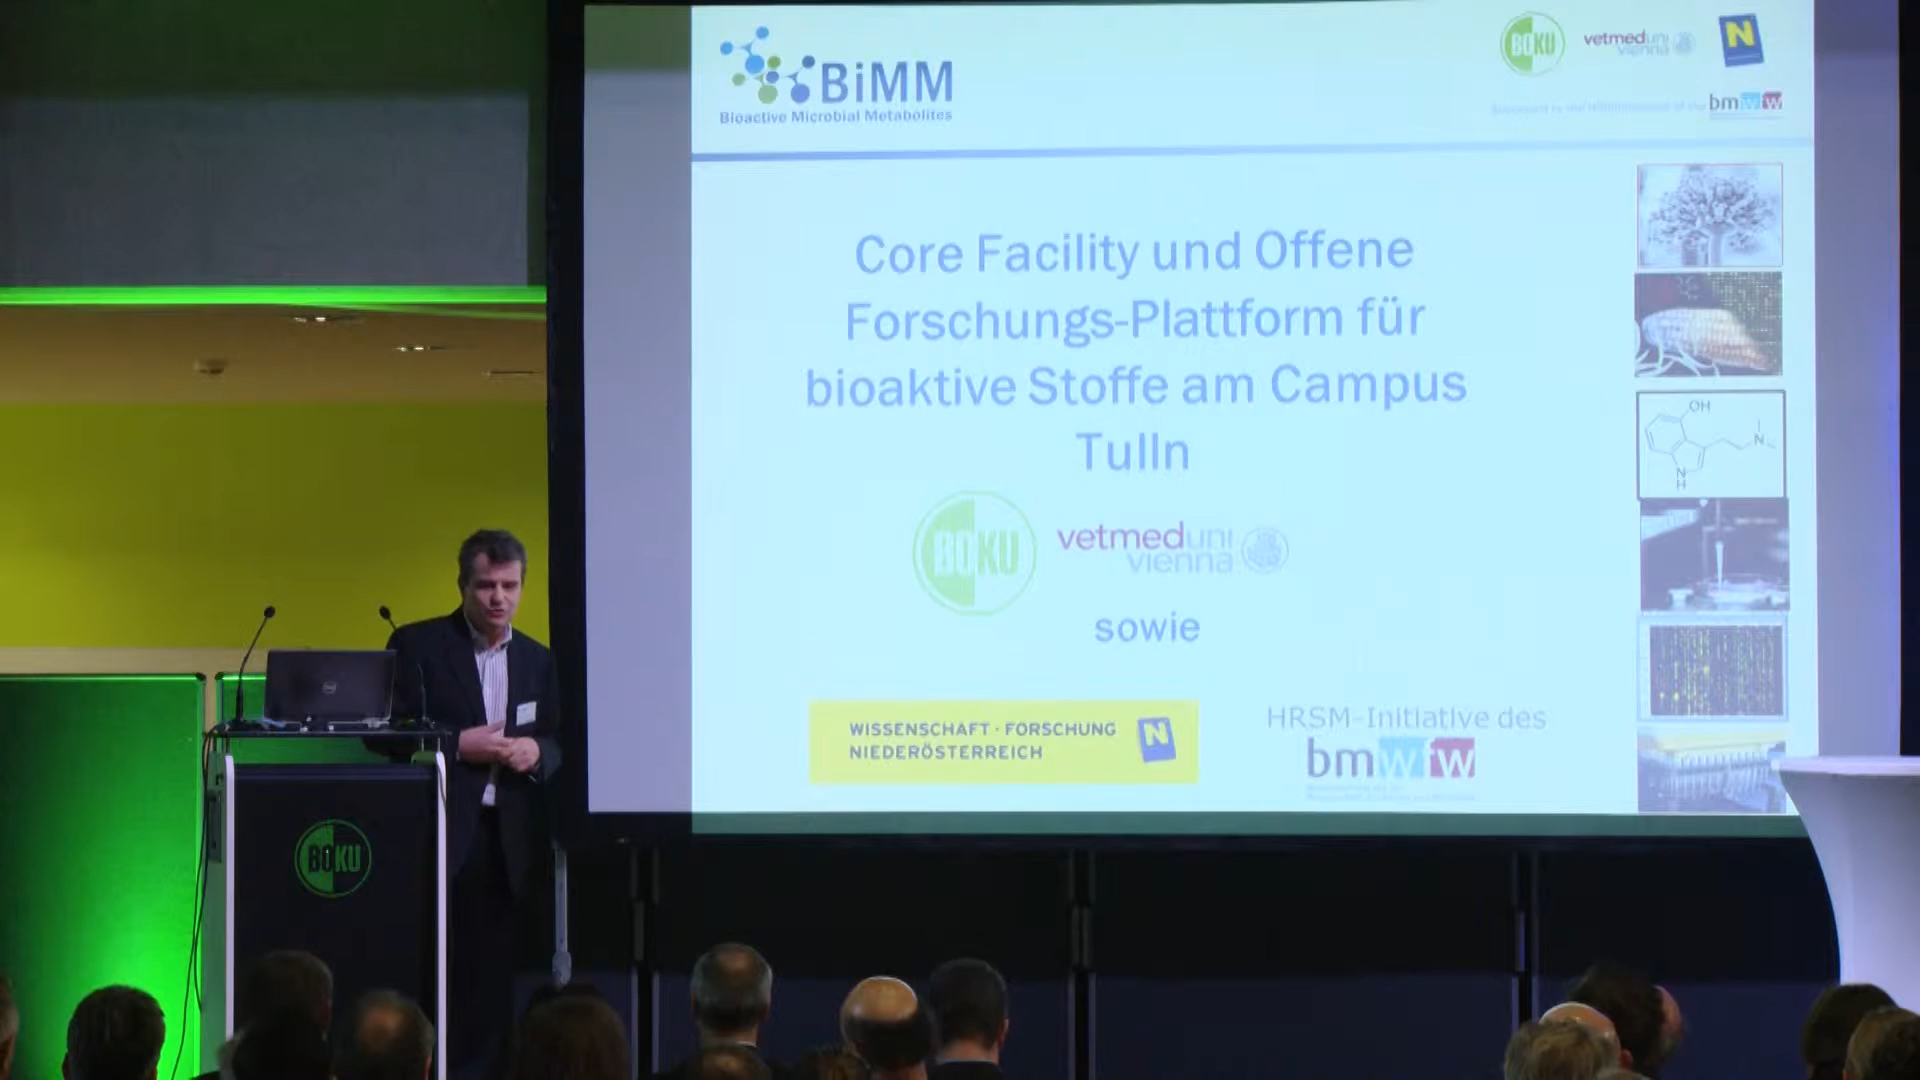 BiMM
Bioactive Microbial Metabolites
BOKU
vetmeduni
vienna
N
bmwfw
Core Facility und Offene
Forschungs-Plattform für
bioaktive Stoffe am Campus
Tulln
OH
N
N
H
BOKU
vetmeduni
vienna
sowie
WISSENSCHAFT · FORSCHUNG
NIEDERÖSTERREICH
N
HRSM-Initiative des
bmwfw
BOKU